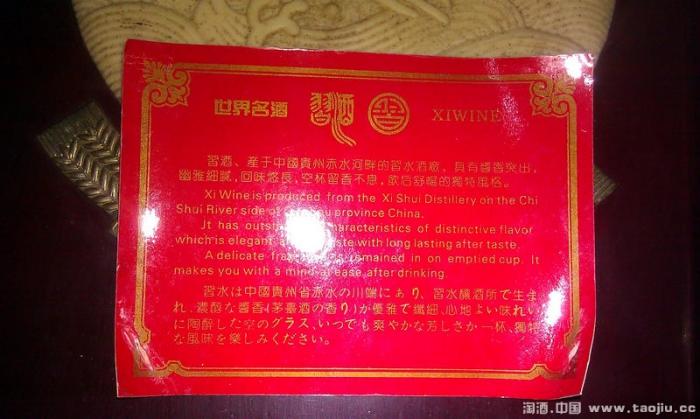 世界名酒 習酒 XIWINE
習酒、産于中國貴州赤水河畔的習水酒廠,具有醬香突出,
幽雅細膩,回味悠長,空杯留香不息,飲后舒暢的獨特風格。
Xi Wine is produced from the Xi Shui Distillery on the Chi
Shui River side of province China.
Jt has characteristics of distinctive flavor
which is elegant with long lasting after taste.
A delicate remained in on emptied cup. It
makes you with a mind at ease after drinking.
習水は中國貴州省赤水の川端にあり、習水釀酒所で生ま
れ、濃酸な醬香(茅臺酒の香り)が優雅で纖細、心地よい味れい
に陶醉した空のグラス、いつでも爽やかな芳しさか一杯、獨特
な風味を樂しみください。
淘酒.中国 www.taojiu.cc